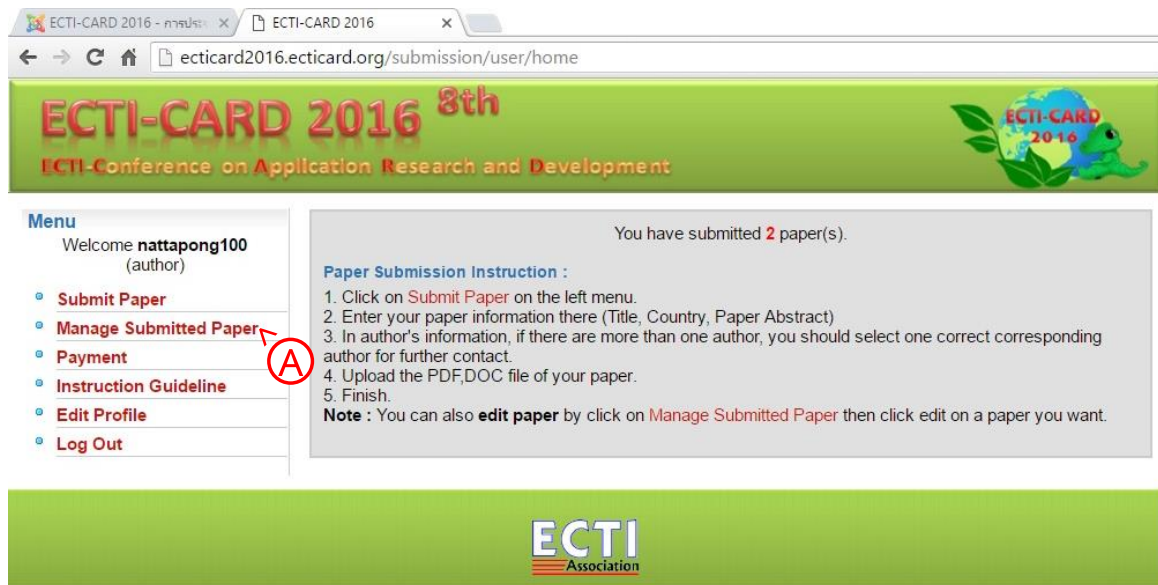 ECTI-CARD 2016 - การประ
ECTI-CARD 2016
ecticard2016.ecticard.org/submission/user/home
ECTI-CARD 2016 8th
ECTI-Conference on Application Research and Development
ECTI-CARD
2016
Menu
Welcome nattapong100
(author)
Submit Paper
Manage Submitted Paper
A
Payment
Instruction Guideline
Edit Profile
Log Out
You have submitted 2 paper(s).
Paper Submission Instruction :
1. Click on Submit Paper on the left menu.
2. Enter your paper information there (Title, Country, Paper Abstract)
3. In author's information, if there are more than one author, you should select one correct corresponding
author for further contact.
4. Upload the PDF,DOC file of your paper.
5. Finish.
Note : You can also edit paper by click on Manage Submitted Paper then click edit on a paper you want.
ECTI
Association